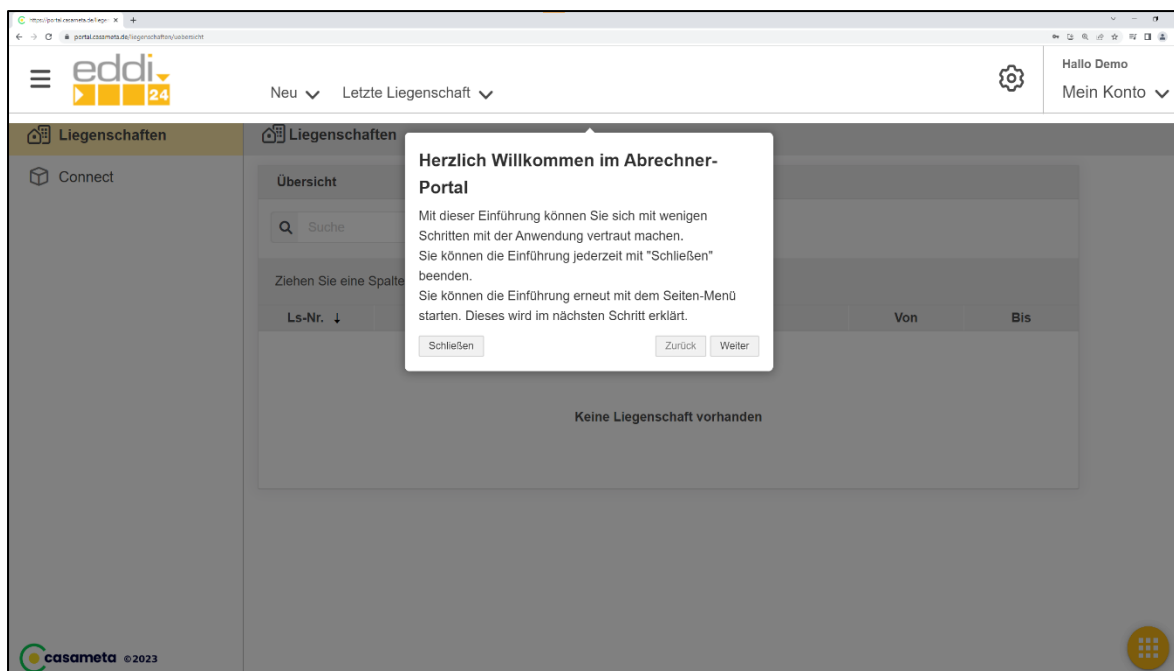 https://portal.casameta.de/liegen
portal.casameta.de/liegenschaften/uebersicht
eddi
24
Neu
Letzte Liegenschaft
Hallo Demo
Mein Konto
Liegenschaften
Connect
Liegenschaften
Übersicht
Suche
Ziehen Sie eine Spalte
Ls-Nr.
Von
Bis
Keine Liegenschaft vorhanden
Herzlich Willkommen im Abrechner-
Portal
Mit dieser Einführung können Sie sich mit wenigen
Schritten mit der Anwendung vertraut machen.
Sie können die Einführung jederzeit mit "Schließen"
beenden.
Sie können die Einführung erneut mit dem Seiten-Menü
starten. Dieses wird im nächsten Schritt erklärt.
Schließen
Zurück
Weiter
casameta ©2023